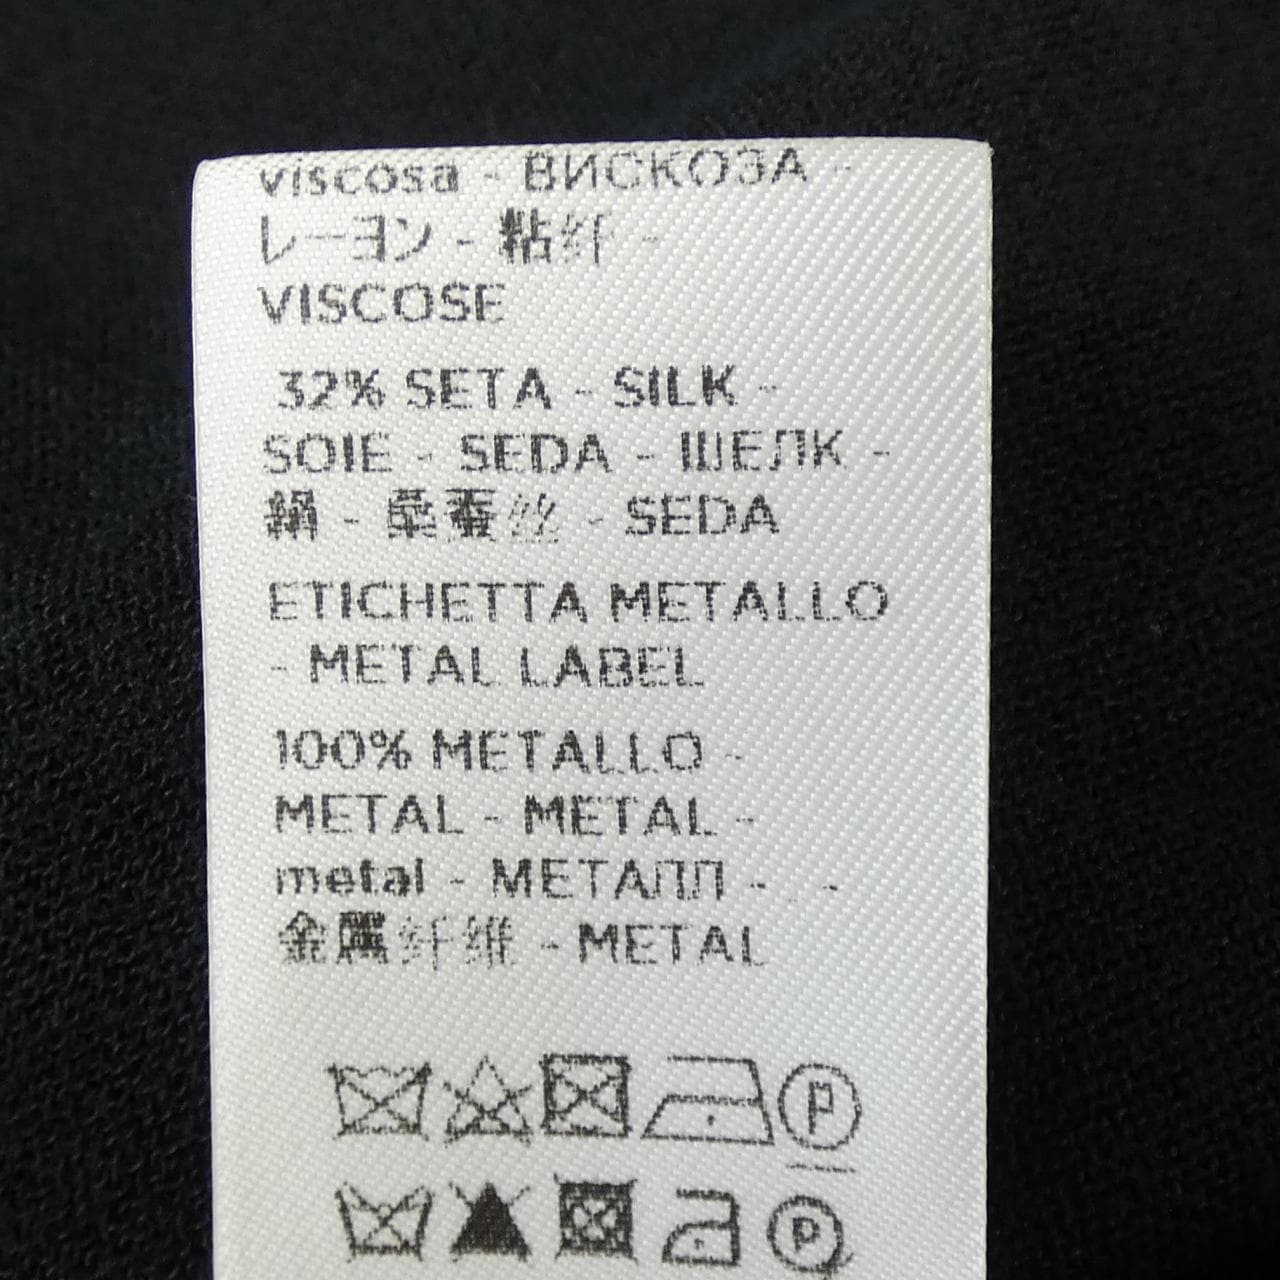 viscosa - ВИСКОЗА -
レーヨン - 粘纤 -
VISCOSE
32% SETA - SILK -
SOIE - SEDA - ШЕЛК -
絹 - 桑蚕丝 - SEDA
ETICHETTA METALLO
- METAL LABEL
100% METALLO -
METAL - METAL -
metal - МЕТАЛЛ - -
金属纤维 - METAL
P
P